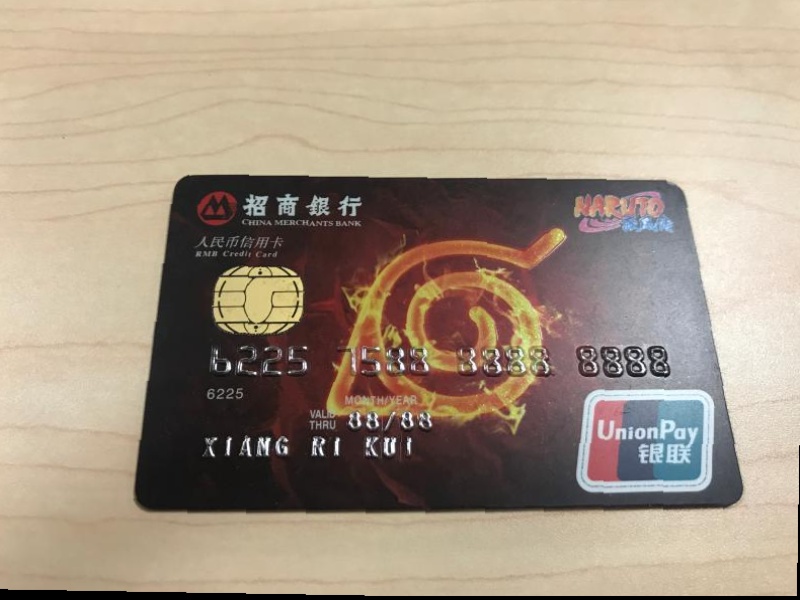 招商银行
CHINA MERCHANTS BANK
NARUTO
人民币信用卡
RMB Credit Card
6225 7588 8888 8888
6225
MONTH/YEAR
VALID THRU 88/88
XIANG RI KUI
UnionPay
银联